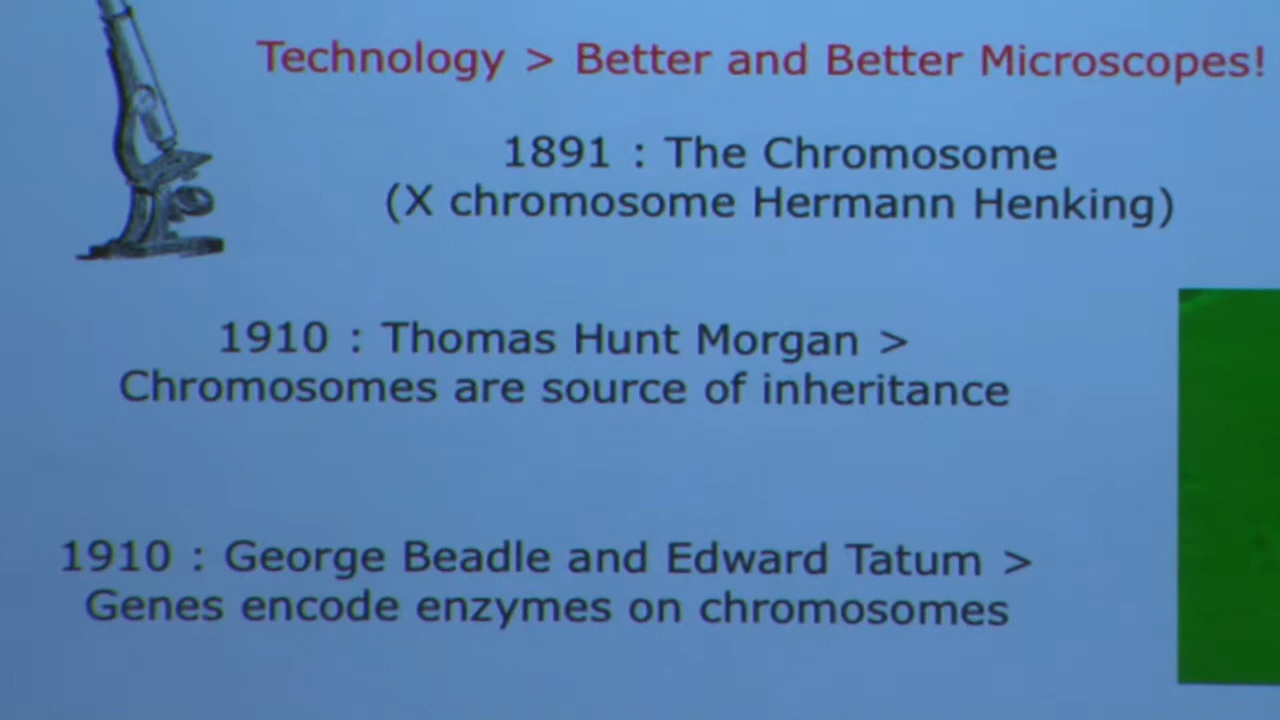 Technology > Better and Better Microscopes!
1891 : The Chromosome
(X chromosome Hermann Henking)
1910 : Thomas Hunt Morgan >
Chromosomes are source of inheritance
1910 : George Beadle and Edward Tatum >
Genes encode enzymes on chromosomes